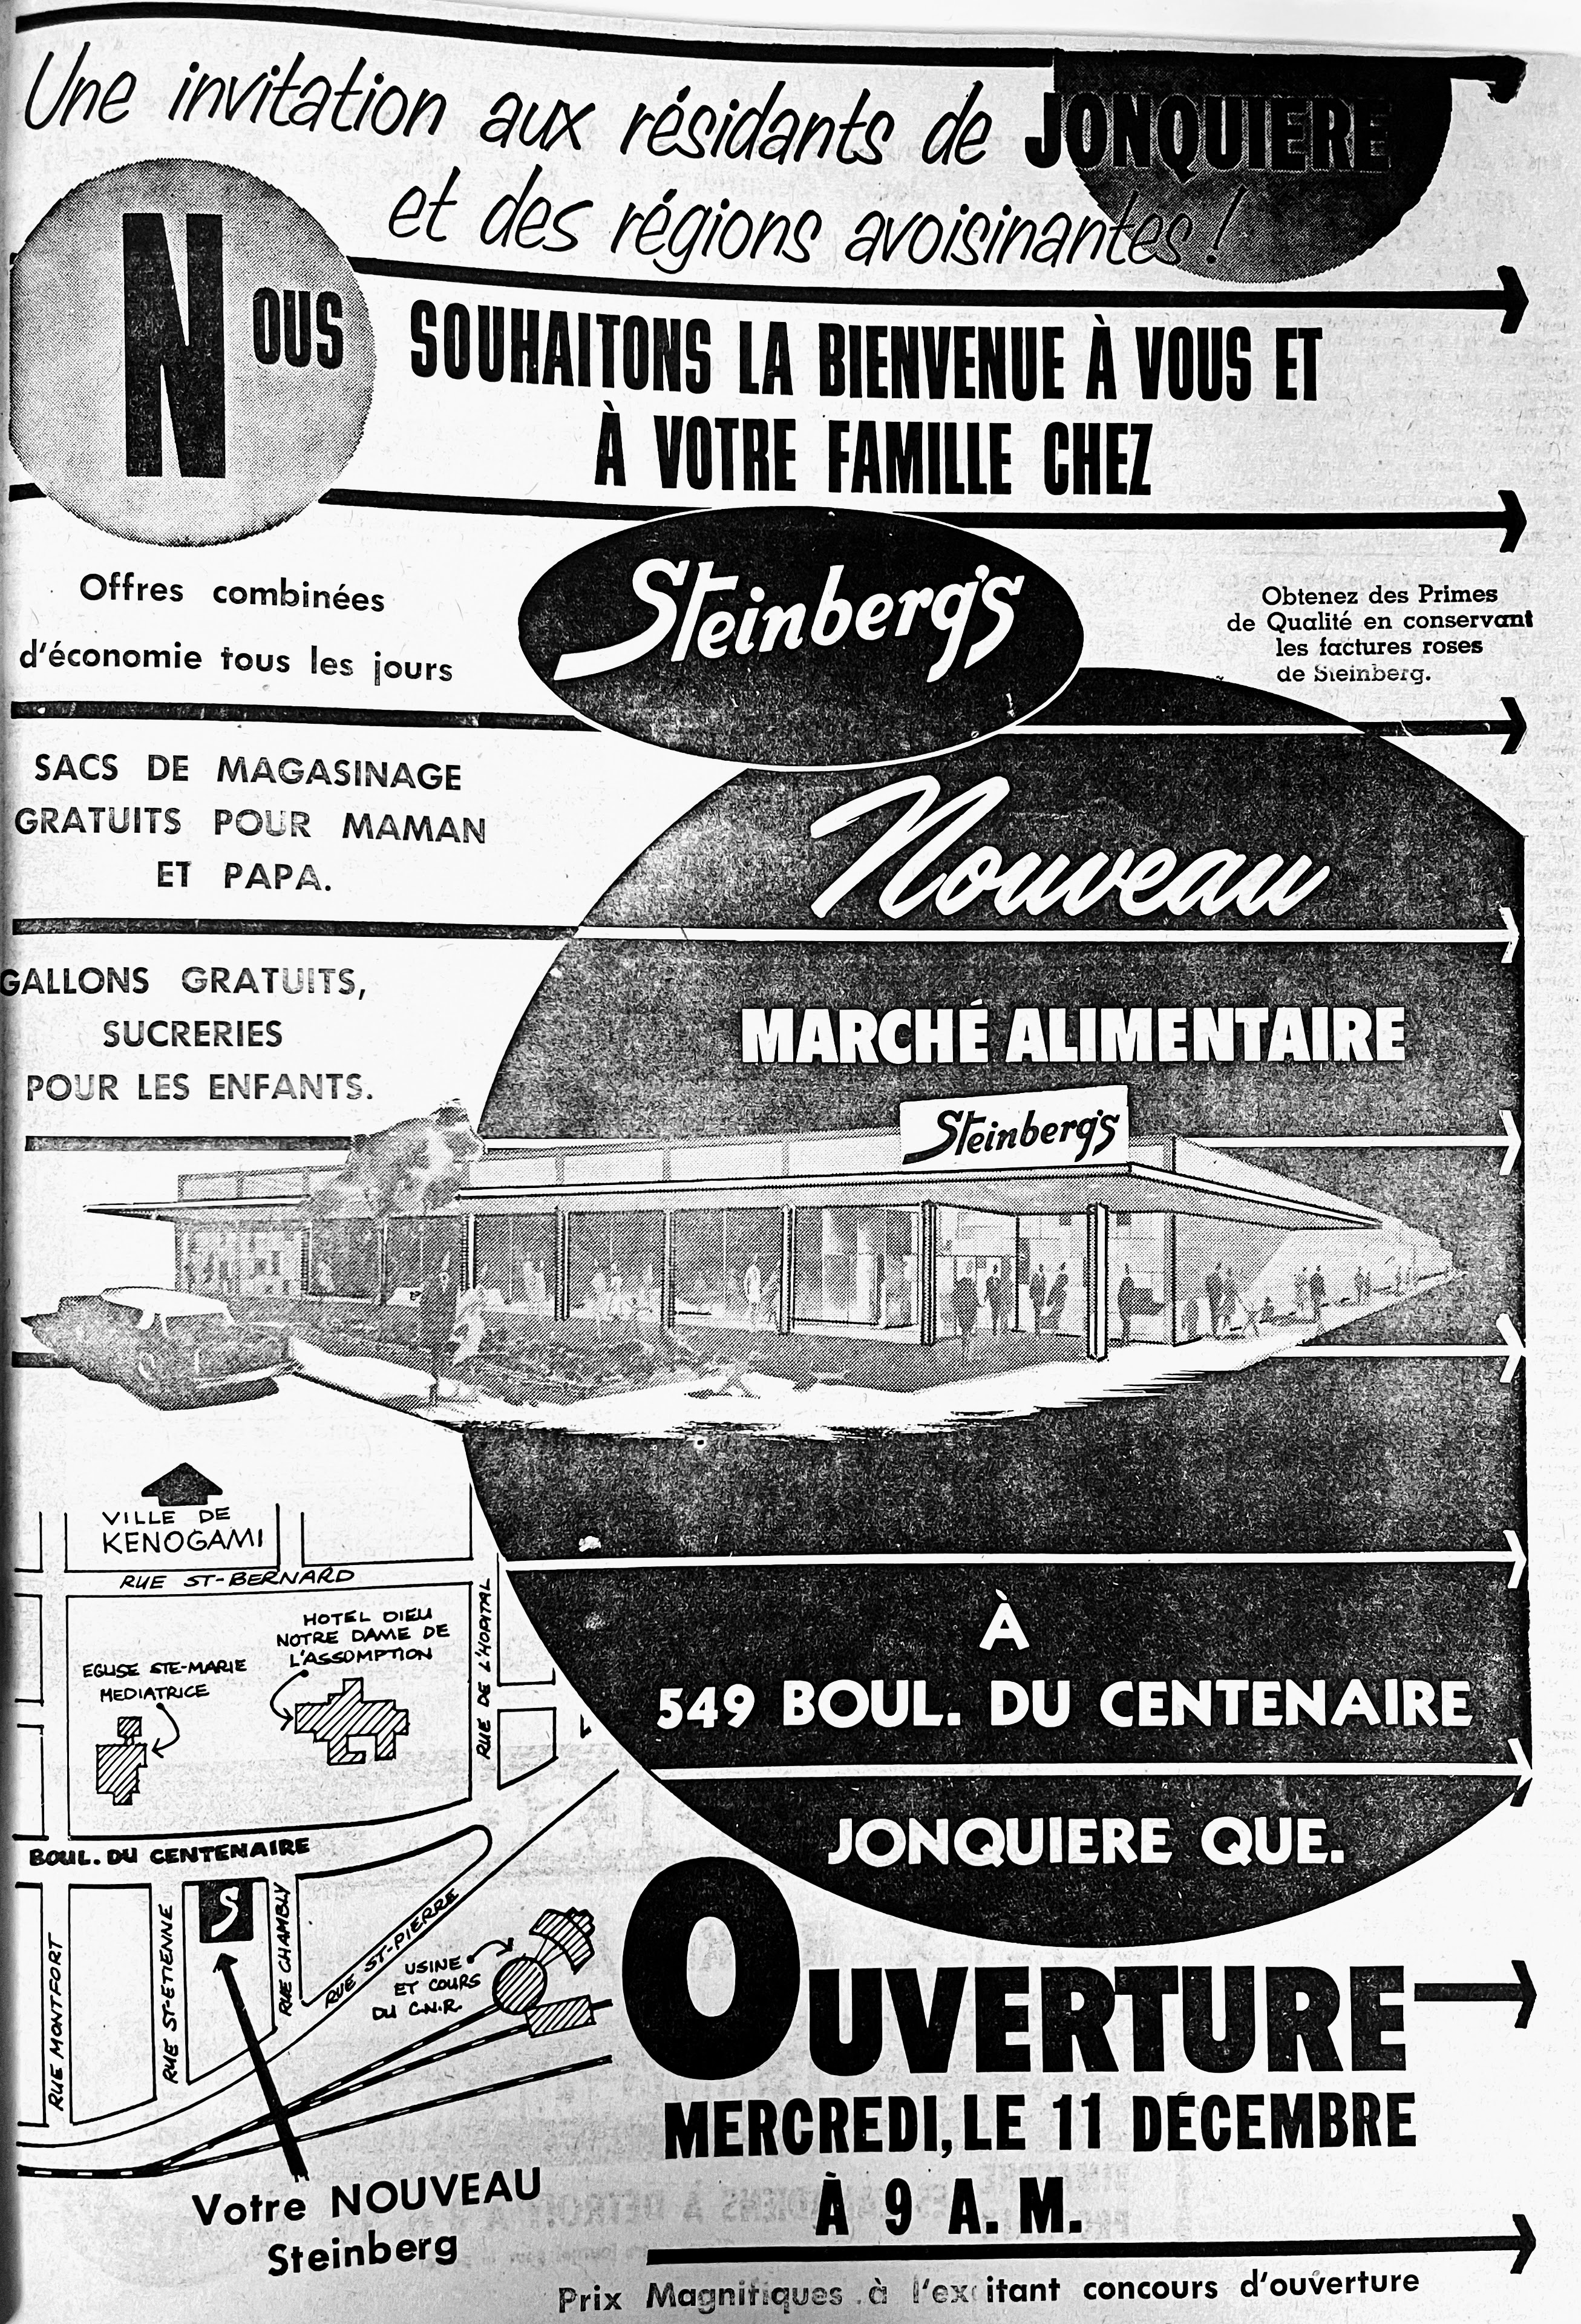 Une invitation aux résidants de JONQUIERE
et des régions avoisinantes !
NOUS SOUHAITONS LA BIENVENUE À VOUS ET
À VOTRE FAMILLE CHEZ
Steinberg's
Offres combinées
d'économie tous les jours
Obtenez des Primes
de Qualité en conservant
les factures roses
de Steinberg.
SACS DE MAGASINAGE
GRATUITS POUR MAMAN
ET PAPA.
Nouveau
GALLONS GRATUITS,
SUCRERIES
POUR LES ENFANTS.
MARCHÉ ALIMENTAIRE
Steinberg's
À
549 BOUL. DU CENTENAIRE
JONQUIERE QUE.
VILLE DE
KENOGAMI
RUE ST-BERNARD
HOTEL DIEU
NOTRE DAME DE
L'ASSOMPTION
EGLISE STE-MARIE
MEDIATRICE
RUE DE L'HOPITAL
BOUL. DU CENTENAIRE
S
RUE MONTFORT
RUE ST-ETIENNE
RUE CHAMBLY
RUE ST-PIERRE
USINE
ET COURS
DU C.N.R.
Votre NOUVEAU
Steinberg
OUVERTURE
MERCREDI, LE 11 DÉCEMBRE
À 9 A. M.
Prix Magnifiques à l'excitant concours d'ouverture